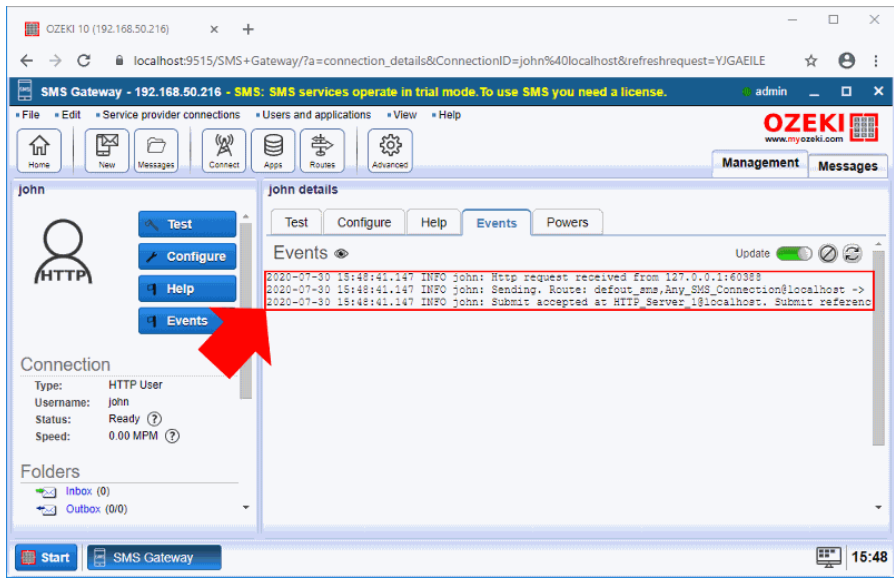 OZEKI 10 (192.168.50.216)
localhost:9515/SMS+Gateway/?a=connection_details&ConnectionID=john%40localhost&refreshrequest=YJGAEILE
SMS Gateway - 192.168.50.216 - SMS: SMS services operate in trial mode. To use SMS you need a license. admin
File Edit Service provider connections Users and applications View Help
OZEKI
www.myozeki.com
Home New Messages Connect Apps Routes Advanced
Management Messages
john
Test
Configure
Help
Events
HTTP
Connection
Type: HTTP User
Username: john
Status: Ready ?
Speed: 0.00 MPM ?
Folders
Inbox (0)
Outbox (0/0)
john details
Test Configure Help Events Powers
Events Update
2020-07-30 15:48:41.147 INFO john: Http request received from 127.0.0.1:60388
2020-07-30 15:48:41.147 INFO john: Sending. Route: defout_sms,Any_SMS_Connection@localhost ->
2020-07-30 15:48:41.147 INFO john: Submit accepted at HTTP_Server_1@localhost. Submit referenc
Start SMS Gateway 15:48